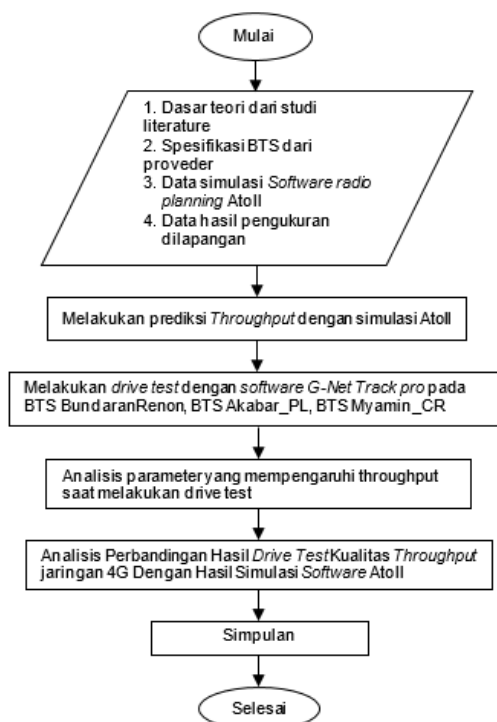 Mulai
1. Dasar teori dari studi
literature
2. Spesifikasi BTS dari
proveder
3. Data simulasi Software radio
planning Atoll
4. Data hasil pengukuran
dilapangan
Melakukan prediksi Throughput dengan simulasi Atoll
Melakukan drive test dengan software G-Net Track pro pada
BTS BundaranRenon, BTS Akabar_PL, BTS Myamin_CR
Analisis parameter yang mempengaruhi throughput
saat melakukan drive test
Analisis Perbandingan Hasil Drive Test Kualitas Throughput
jaringan 4G Dengan Hasil Simulasi Software Atoll
Simpulan
Selesai